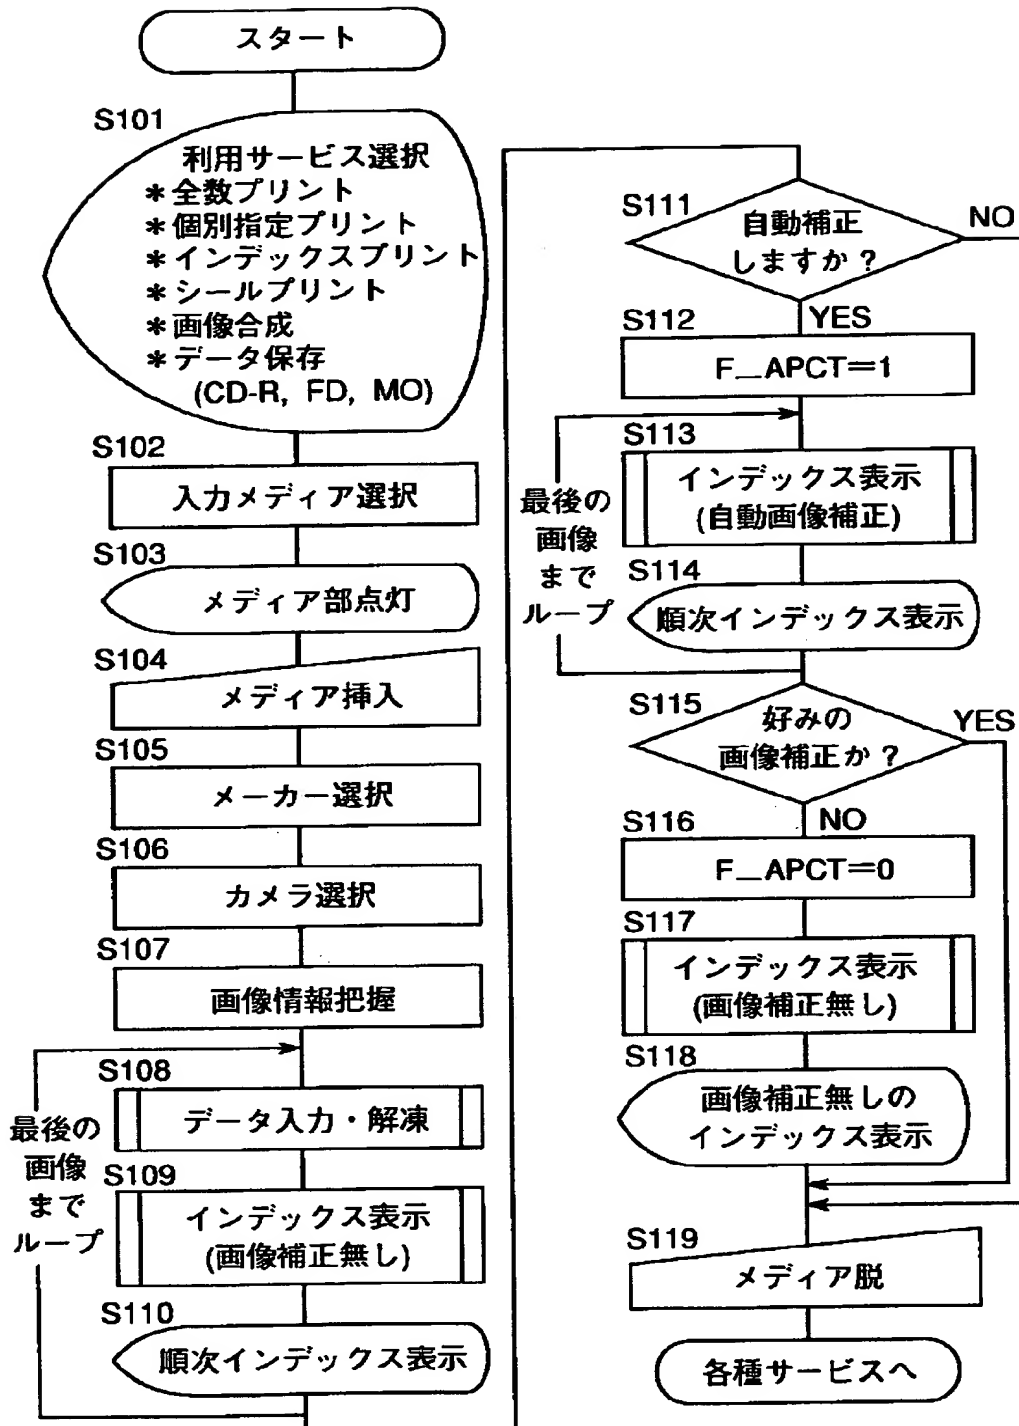 スタート
S101
利用サービス選択
＊全数プリント
＊個別指定プリント
＊インデックスプリント
＊シールプリント
＊画像合成
＊データ保存
(CD-R, FD, MO)
S102
入力メディア選択
S103
メディア部点灯
S104
メディア挿入
S105
メーカー選択
S106
カメラ選択
S107
画像情報把握
S108
データ入力・解凍
最後の
画像
まで
ループ
S109
インデックス表示
(画像補正無し)
S110
順次インデックス表示
S111
自動補正
しますか？
NO
YES
S112
F＿APCT＝1
S113
インデックス表示
(自動画像補正)
最後の
画像
まで
ループ
S114
順次インデックス表示
S115
好みの
画像補正か？
YES
NO
S116
F＿APCT＝0
S117
インデックス表示
(画像補正無し)
S118
画像補正無しの
インデックス表示
S119
メディア脱
各種サービスへ